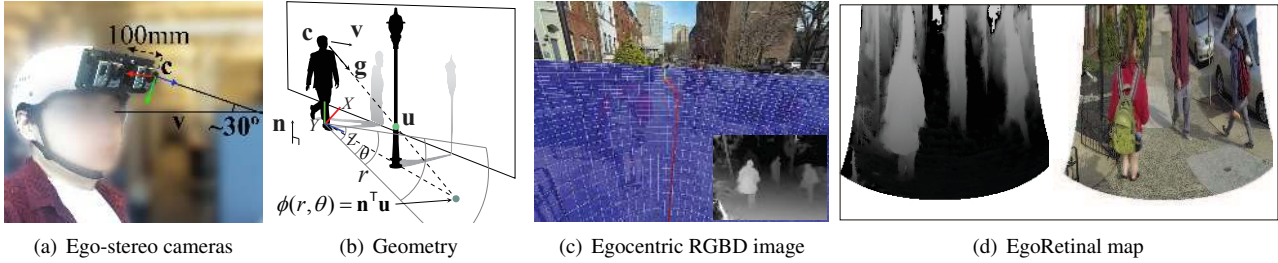 100mm
c
v
~30°
c
v
g
n
h
X
Y
Z
θ
r
u
ϕ(r,θ) = nᵀu
(a) Ego-stereo cameras
(b) Geometry
(c) Egocentric RGBD image
(d) EgoRetinal map